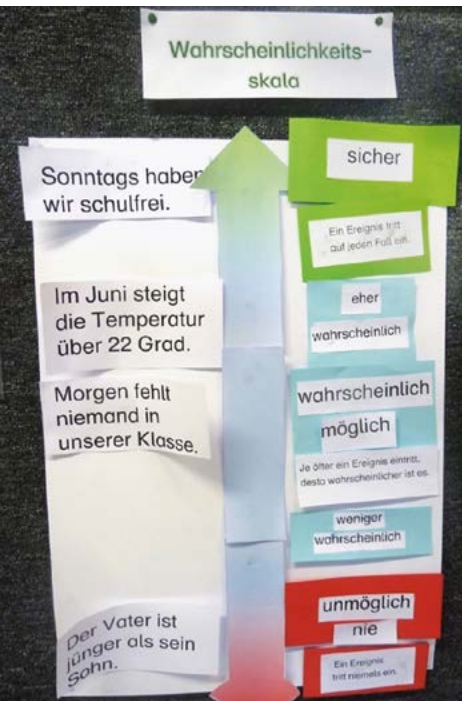 Wahrscheinlichkeits-
skala
Sonntags haben
wir schulfrei.
Im Juni steigt
die Temperatur
über 22 Grad.
Morgen fehlt
niemand in
unserer Klasse.
Der Vater ist
jünger als sein
Sohn.
sicher
Ein Ereignis tritt
auf jeden Fall ein.
eher
wahrscheinlich
wahrscheinlich
möglich
Je öfter ein Ereignis eintritt,
desto wahrscheinlicher ist es.
weniger
wahrscheinlich
unmöglich
nie
Ein Ereignis
tritt niemals ein.